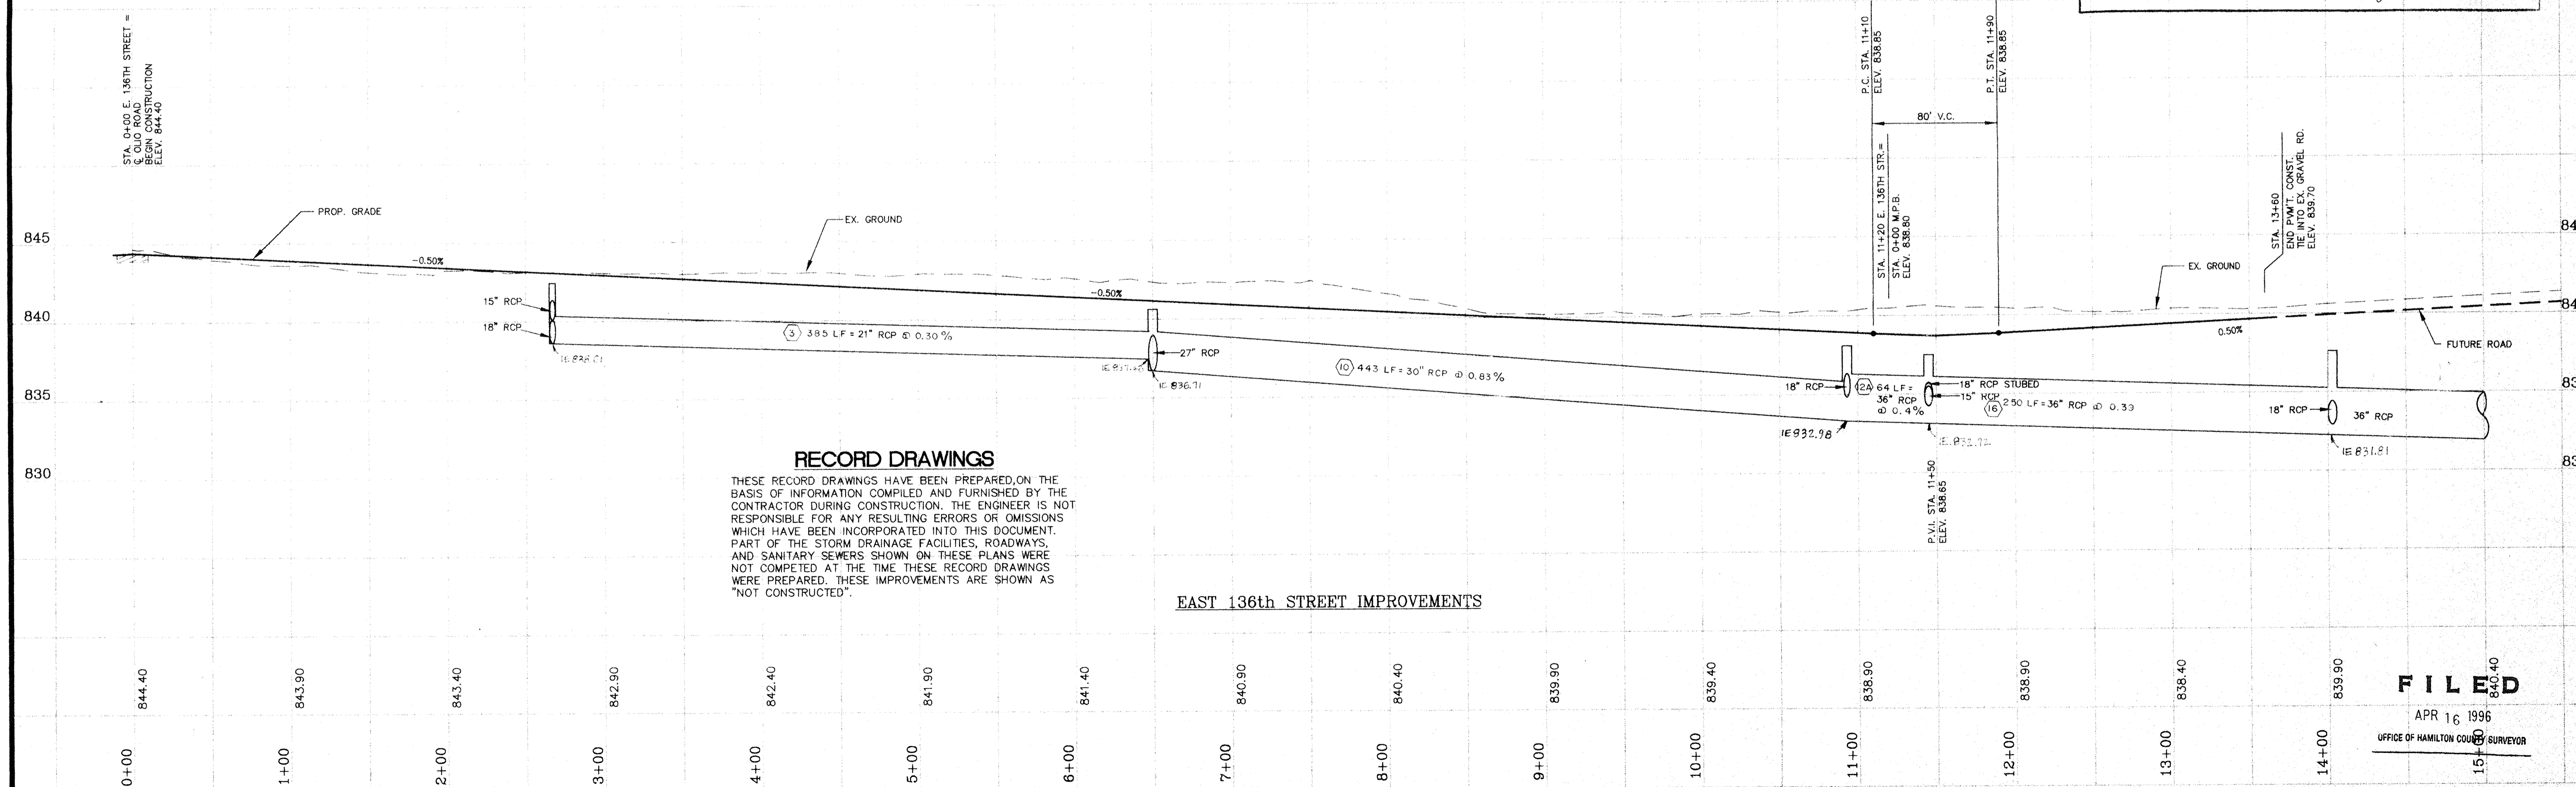 STA. 0+00 E. 136TH STREET =
℄ OLIO ROAD
BEGIN CONSTRUCTION
ELEV. 844.40
P.C. STA. 11+10
ELEV. 838.85
P.T. STA. 11+90
ELEV. 838.85
80' V.C.
STA. 11+20 E. 136TH STR.=
STA. 0+00 M.P.B.
ELEV. 838.80
STA. 13+60
END PVM'T. CONST.
TIE INTO EX. GRAVEL RD.
ELEV. 839.70
PROP. GRADE
EX. GROUND
EX. GROUND
845
840
835
830
84
84
83
83
-0.50%
-0.50%
0.50%
FUTURE ROAD
15" RCP
18" RCP
3 385 LF = 21" RCP @ 0.30%
27" RCP
IE 836.71
10 443 LF = 30" RCP @ 0.83%
18" RCP
12A 64 LF =
36" RCP
@ 0.4%
18" RCP STUBED
15" RCP
16 250 LF = 36" RCP @ 0.39
18" RCP
36" RCP
IE 832.98
IE 832.72
IE 831.81
P.V.I. STA. 11+50
ELEV. 838.65
RECORD DRAWINGS
THESE RECORD DRAWINGS HAVE BEEN PREPARED,ON THE
BASIS OF INFORMATION COMPILED AND FURNISHED BY THE
CONTRACTOR DURING CONSTRUCTION. THE ENGINEER IS NOT
RESPONSIBLE FOR ANY RESULTING ERRORS OR OMISSIONS
WHICH HAVE BEEN INCORPORATED INTO THIS DOCUMENT.
PART OF THE STORM DRAINAGE FACILITIES, ROADWAYS,
AND SANITARY SEWERS SHOWN ON THESE PLANS WERE
NOT COMPETED AT THE TIME THESE RECORD DRAWINGS
WERE PREPARED. THESE IMPROVEMENTS ARE SHOWN AS
"NOT CONSTRUCTED".
EAST 136th STREET IMPROVEMENTS
844.40
843.90
843.40
842.90
842.40
841.90
841.40
840.90
840.40
839.90
839.40
838.90
838.90
838.40
839.90
840.40
0+00
1+00
2+00
3+00
4+00
5+00
6+00
7+00
8+00
9+00
10+00
11+00
12+00
13+00
14+00
15+00
FILED
APR 16 1996
OFFICE OF HAMILTON COUNTY SURVEYOR